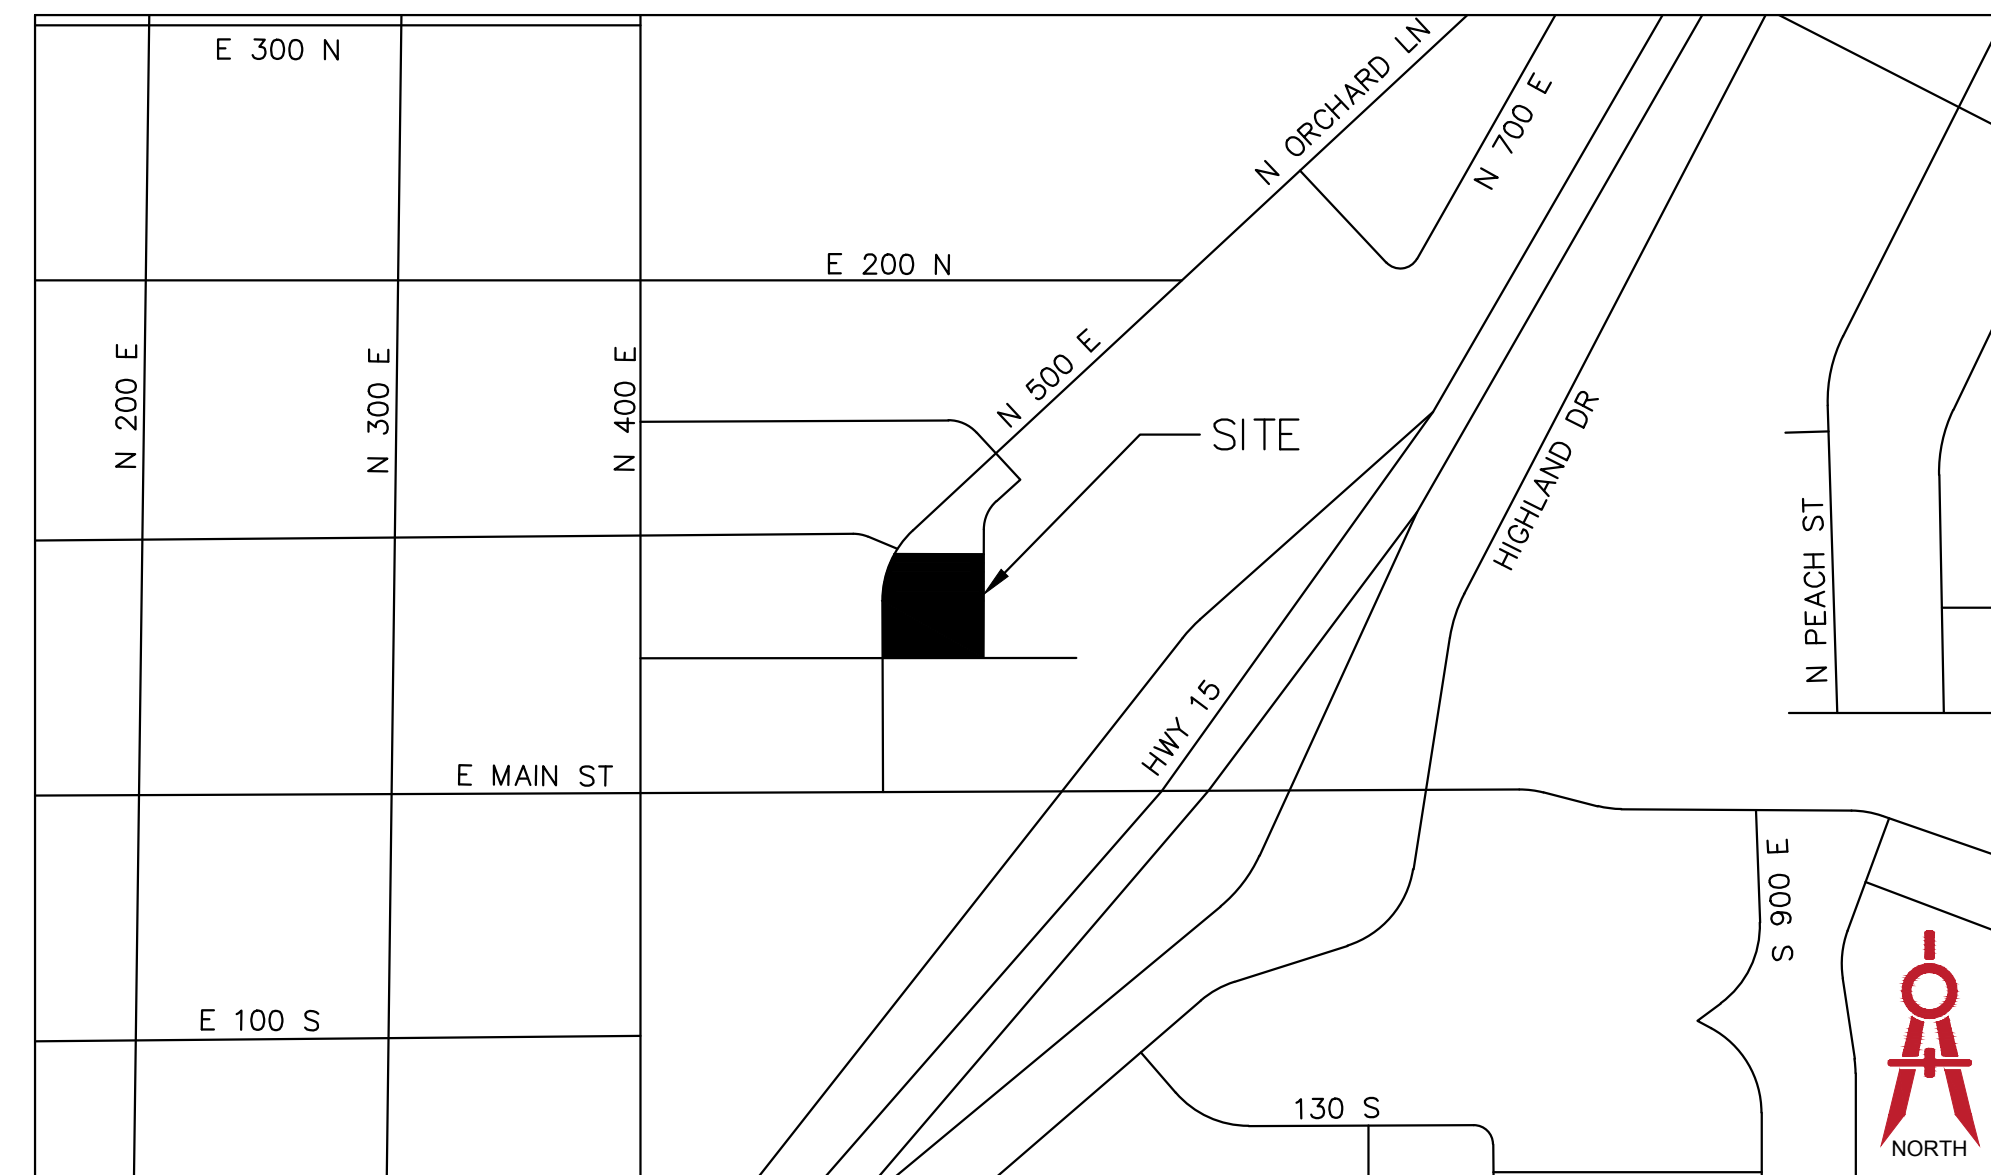 E 300 N
N ORCHARD LN
N 700 E
E 200 N
N 200 E
N 300 E
N 400 E
N 500 E
SITE
HIGHLAND DR
N PEACH ST
HWY 15
E MAIN ST
S 900 E
E 100 S
130 S
NORTH